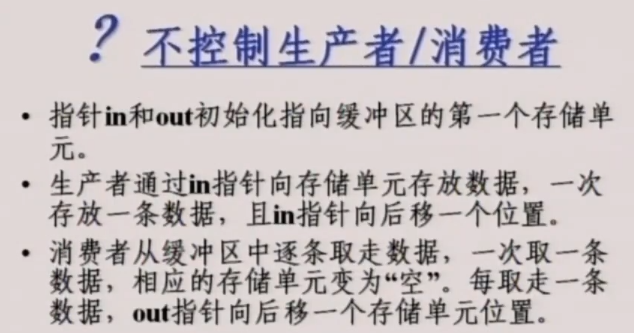 ? 不控制生产者/消费者
• 指针in和out初始化指向缓冲区的第一个存储单
元。
• 生产者通过in指针向存储单元存放数据，一次
存放一条数据，且in指针向后移一个位置。
• 消费者从缓冲区中逐条取走数据，一次取一条
数据，相应的存储单元变为“空”。每取走一条
数据，out指针向后移一个存储单元位置。